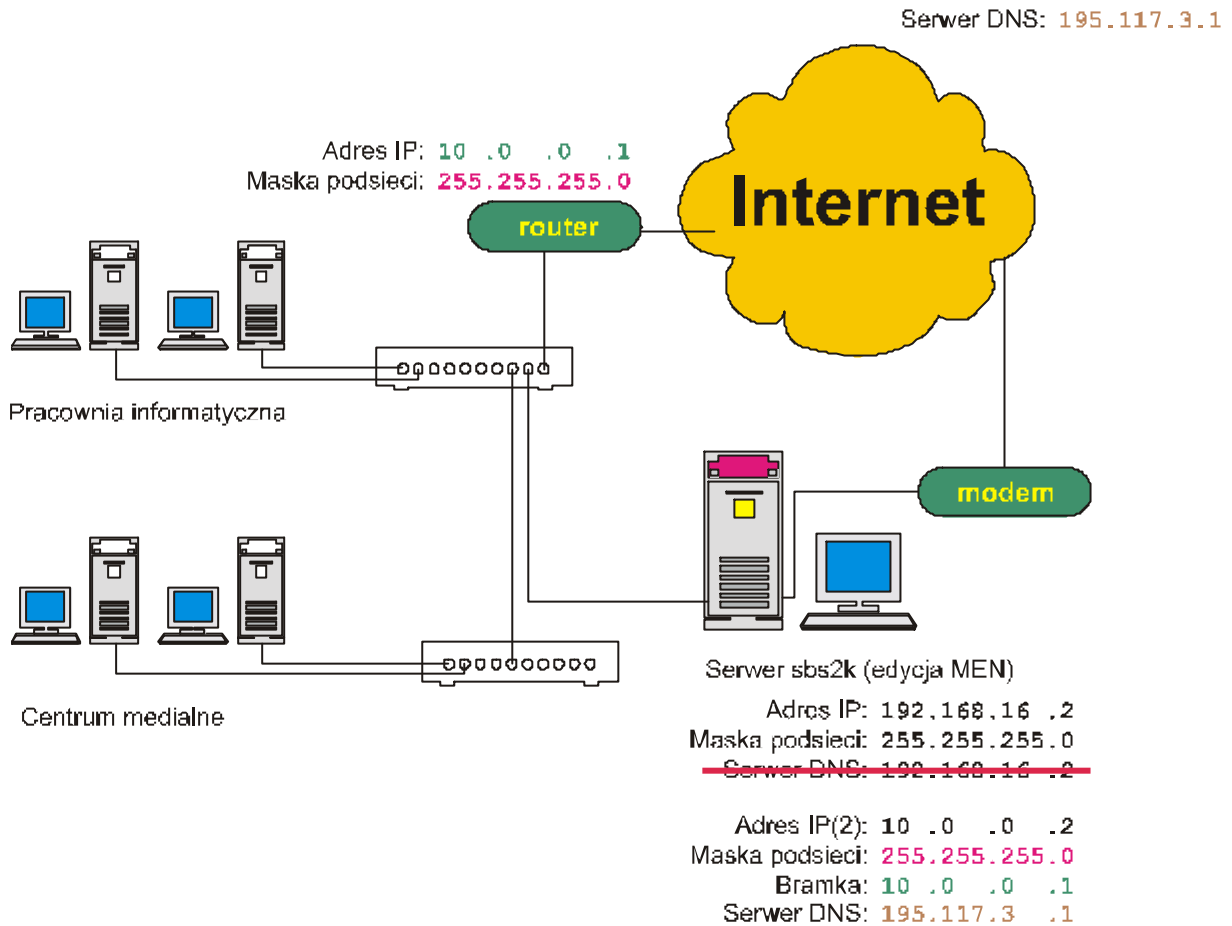 Serwer DNS: 195.117.3.1
Adres IP: 10 .0 .0 .1
Maska podsieci: 255.255.255.0
Internet
router
Pracownia informatyczna
modem
Centrum medialne
Serwer sbs2k (edycja MEN)
Adres IP: 192.168.16 .2
Maska podsieci: 255.255.255.0
Serwer DNS: 192.168.16 .2
Adres IP(2): 10 .0 .0 .2
Maska podsieci: 255.255.255.0
Bramka: 10 .0 .0 .1
Serwer DNS: 195.117.3 .1